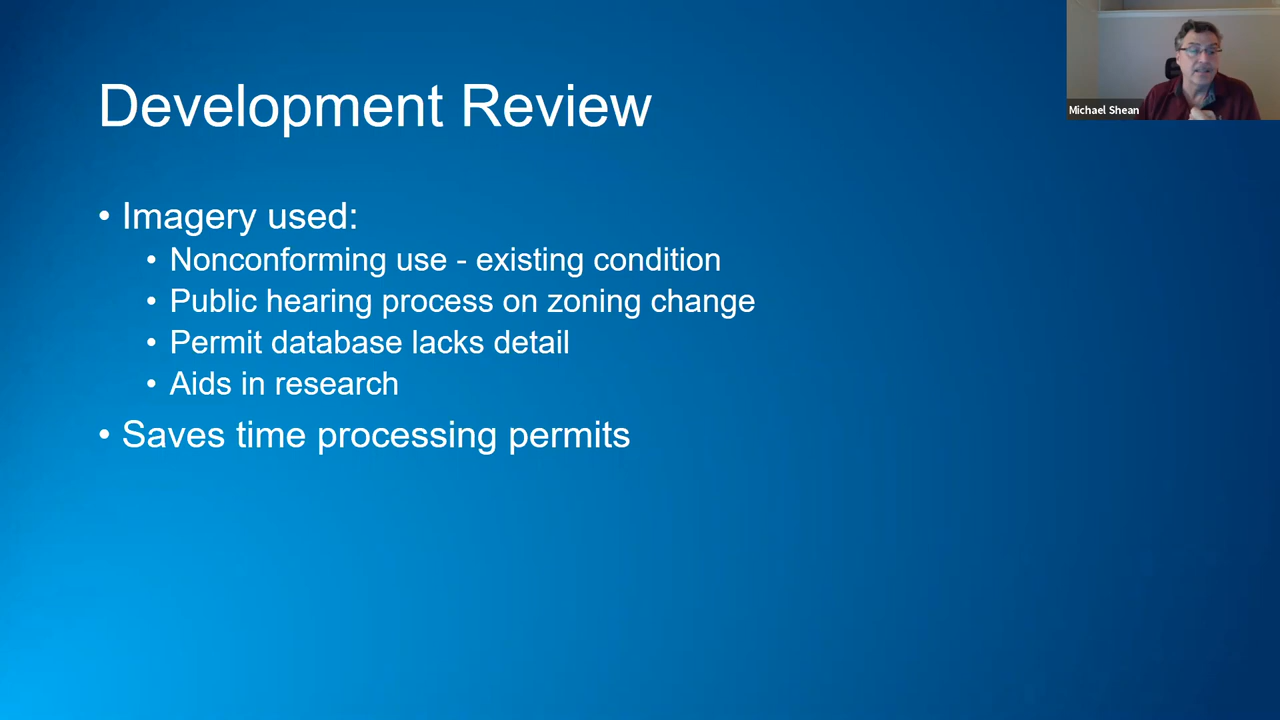 Development Review
• Imagery used:
• Nonconforming use - existing condition
• Public hearing process on zoning change
• Permit database lacks detail
• Aids in research
• Saves time processing permits
Michael Shean